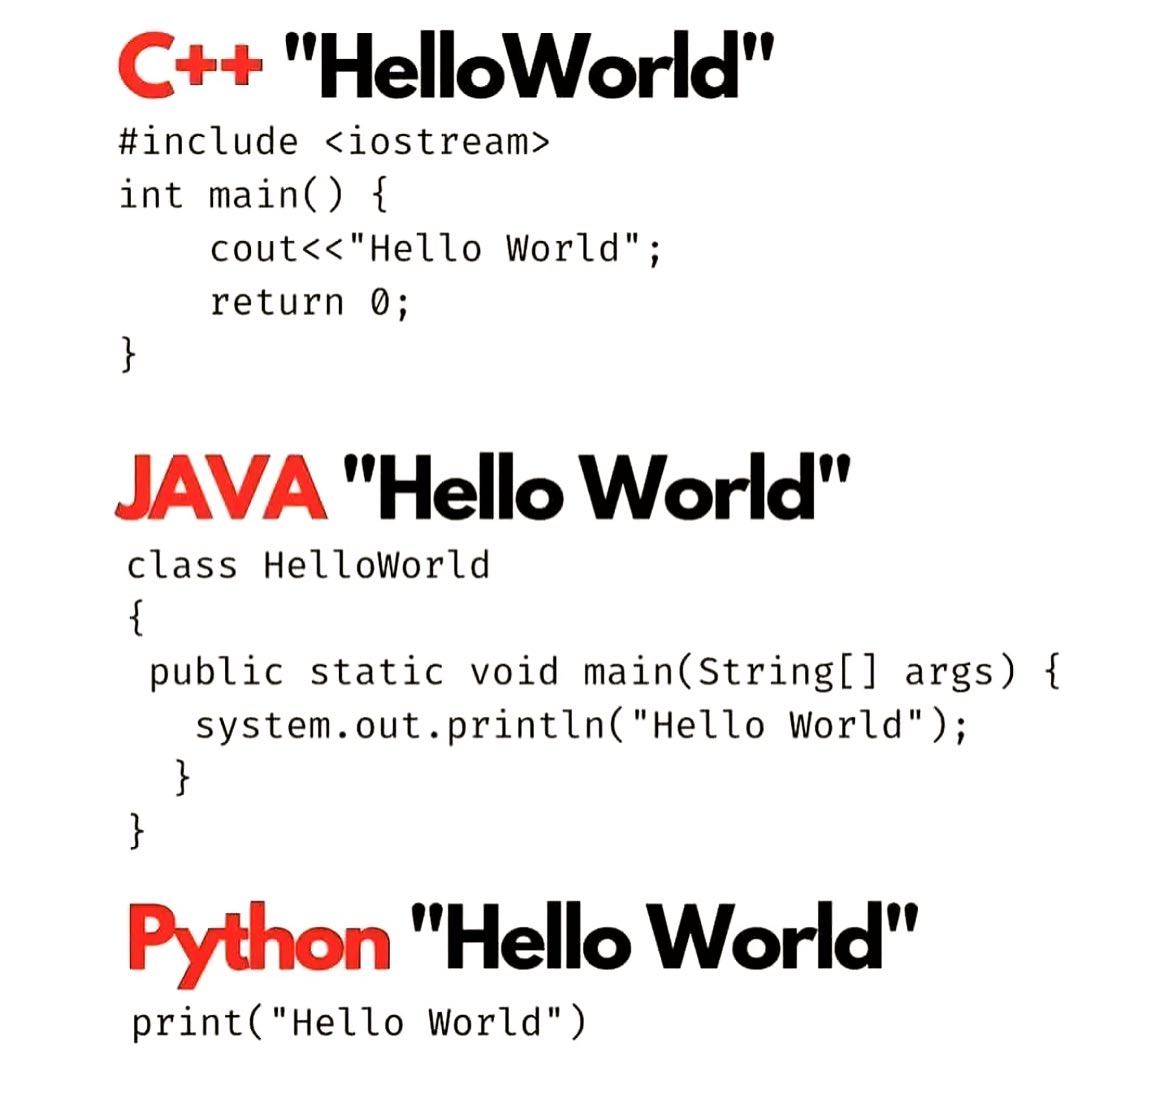 C++ "HelloWorld"
#include <iostream>
int main() {
    cout<<"Hello World";
    return 0;
}
JAVA "Hello World"
class HelloWorld
{
 public static void main(String[] args) {
   system.out.println("Hello World");
  }
}
Python "Hello World"
print("Hello World")